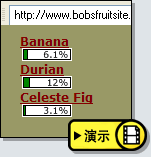 http://www.bobsfruitsite.
Banana
6.1%
Durian
12%
Celeste Fig
3.1%
演示